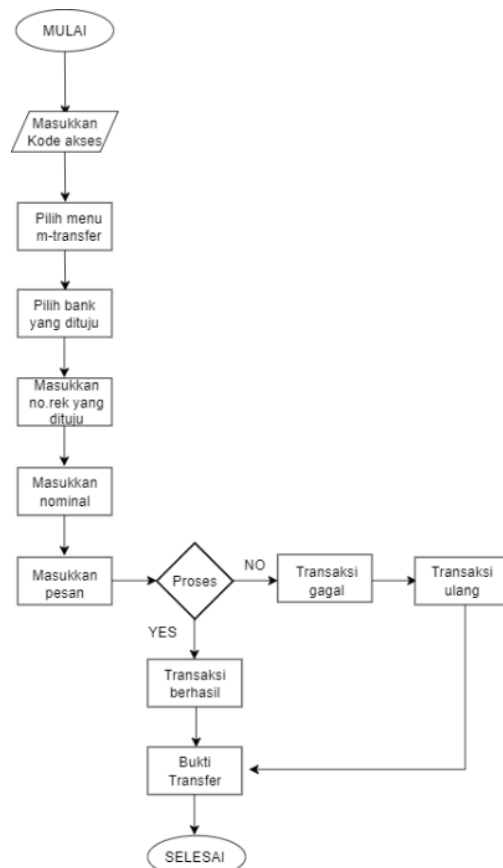 MULAI
Masukkan
Kode akses
Pilih menu
m-transfer
Pilih bank
yang dituju
Masukkan
no.rek yang
dituju
Masukkan
nominal
Masukkan
pesan
Proses
NO
Transaksi
gagal
Transaksi
ulang
YES
Transaksi
berhasil
Bukti
Transfer
SELESAI